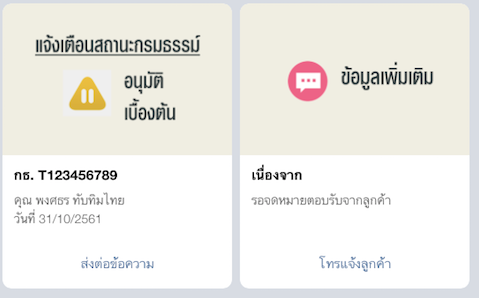 แจ้งเตือนสถานะกรมธรรม์
อนุมัติ
เบื้องต้น
กธ. T123456789
คุณ พงศธร ทับทิมไทย
วันที่ 31/10/2561
ส่งต่อข้อความ
ข้อมูลเพิ่มเติม
เนื่องจาก
รอจดหมายตอบรับจากลูกค้า
โทรแจ้งลูกค้า